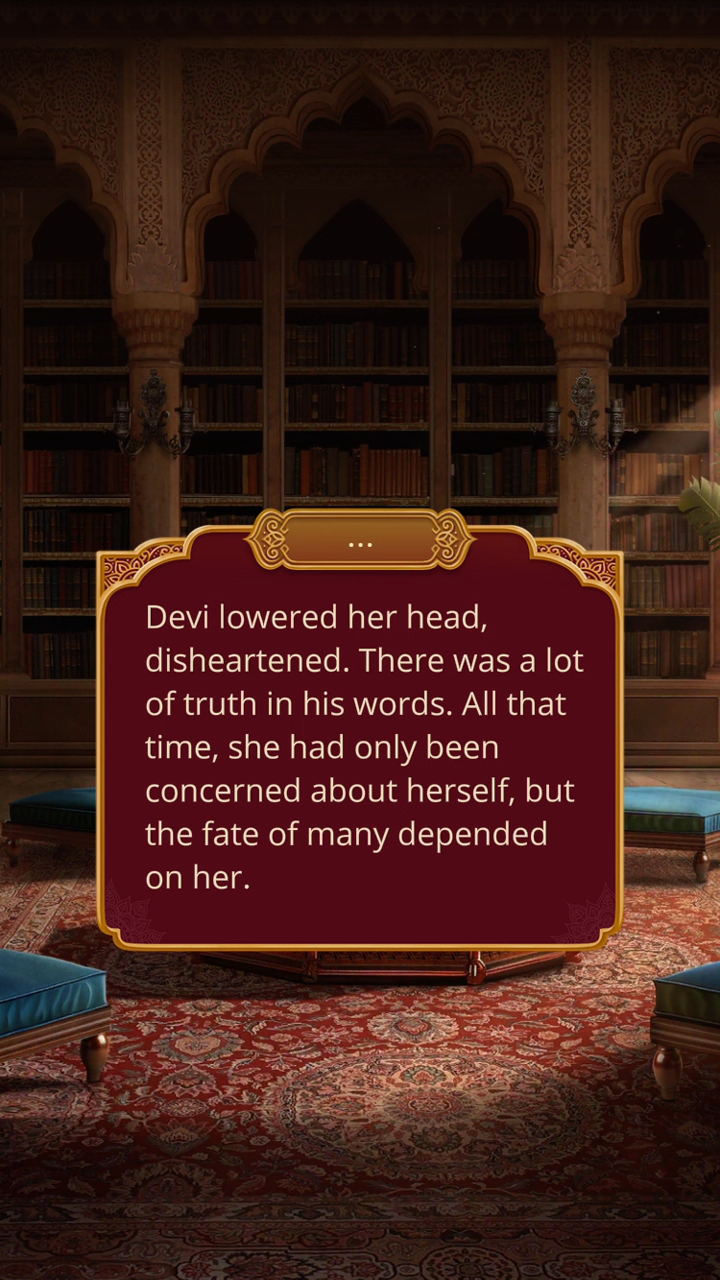 ...
Devi lowered her head,
disheartened. There was a lot
of truth in his words. All that
time, she had only been
concerned about herself, but
the fate of many depended
on her.